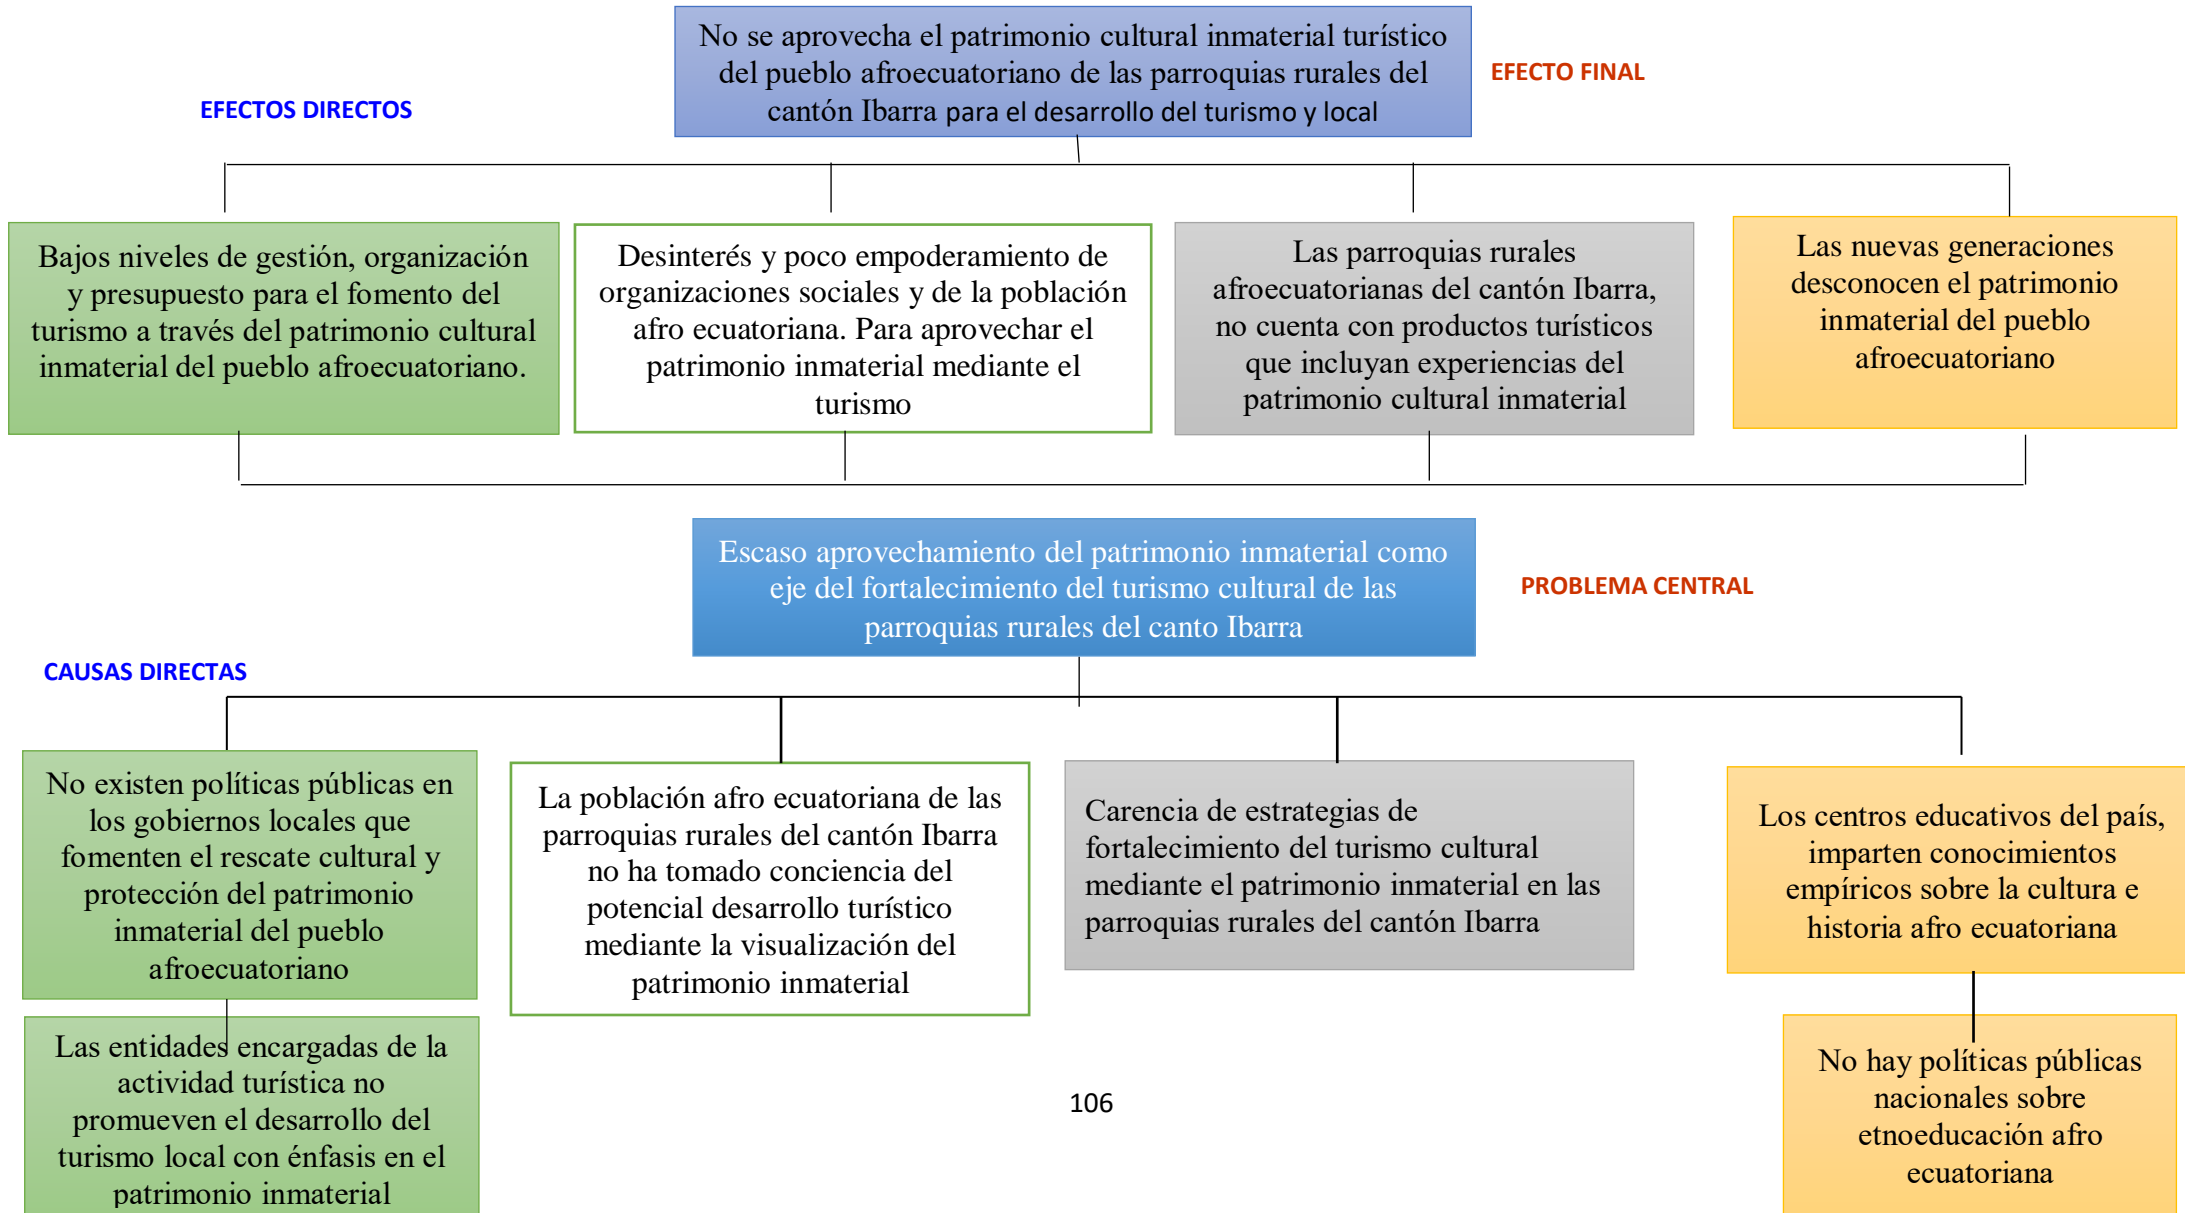 No se aprovecha el patrimonio cultural inmaterial turístico
del pueblo afroecuatoriano de las parroquias rurales del
cantón Ibarra para el desarrollo del turismo y local
EFECTO FINAL
EFECTOS DIRECTOS
Bajos niveles de gestión, organización
y presupuesto para el fomento del
turismo a través del patrimonio cultural
inmaterial del pueblo afroecuatoriano.
Desinterés y poco empoderamiento de
organizaciones sociales y de la población
afro ecuatoriana. Para aprovechar el
patrimonio inmaterial mediante el
turismo
Las parroquias rurales
afroecuatorianas del cantón Ibarra,
no cuenta con productos turísticos
que incluyan experiencias del
patrimonio cultural inmaterial
Las nuevas generaciones
desconocen el patrimonio
inmaterial del pueblo
afroecuatoriano
Escaso aprovechamiento del patrimonio inmaterial como
eje del fortalecimiento del turismo cultural de las
parroquias rurales del canto Ibarra
PROBLEMA CENTRAL
CAUSAS DIRECTAS
No existen políticas públicas en
los gobiernos locales que
fomenten el rescate cultural y
protección del patrimonio
inmaterial del pueblo
afroecuatoriano
La población afro ecuatoriana de las
parroquias rurales del cantón Ibarra
no ha tomado conciencia del
potencial desarrollo turístico
mediante la visualización del
patrimonio inmaterial
Carencia de estrategias de
fortalecimiento del turismo cultural
mediante el patrimonio inmaterial en las
parroquias rurales del cantón Ibarra
Los centros educativos del país,
imparten conocimientos
empíricos sobre la cultura e
historia afro ecuatoriana
Las entidades encargadas de la
actividad turística no
promueven el desarrollo del
turismo local con énfasis en el
patrimonio inmaterial
No hay políticas públicas
nacionales sobre
etnoeducación afro
ecuatoriana
106